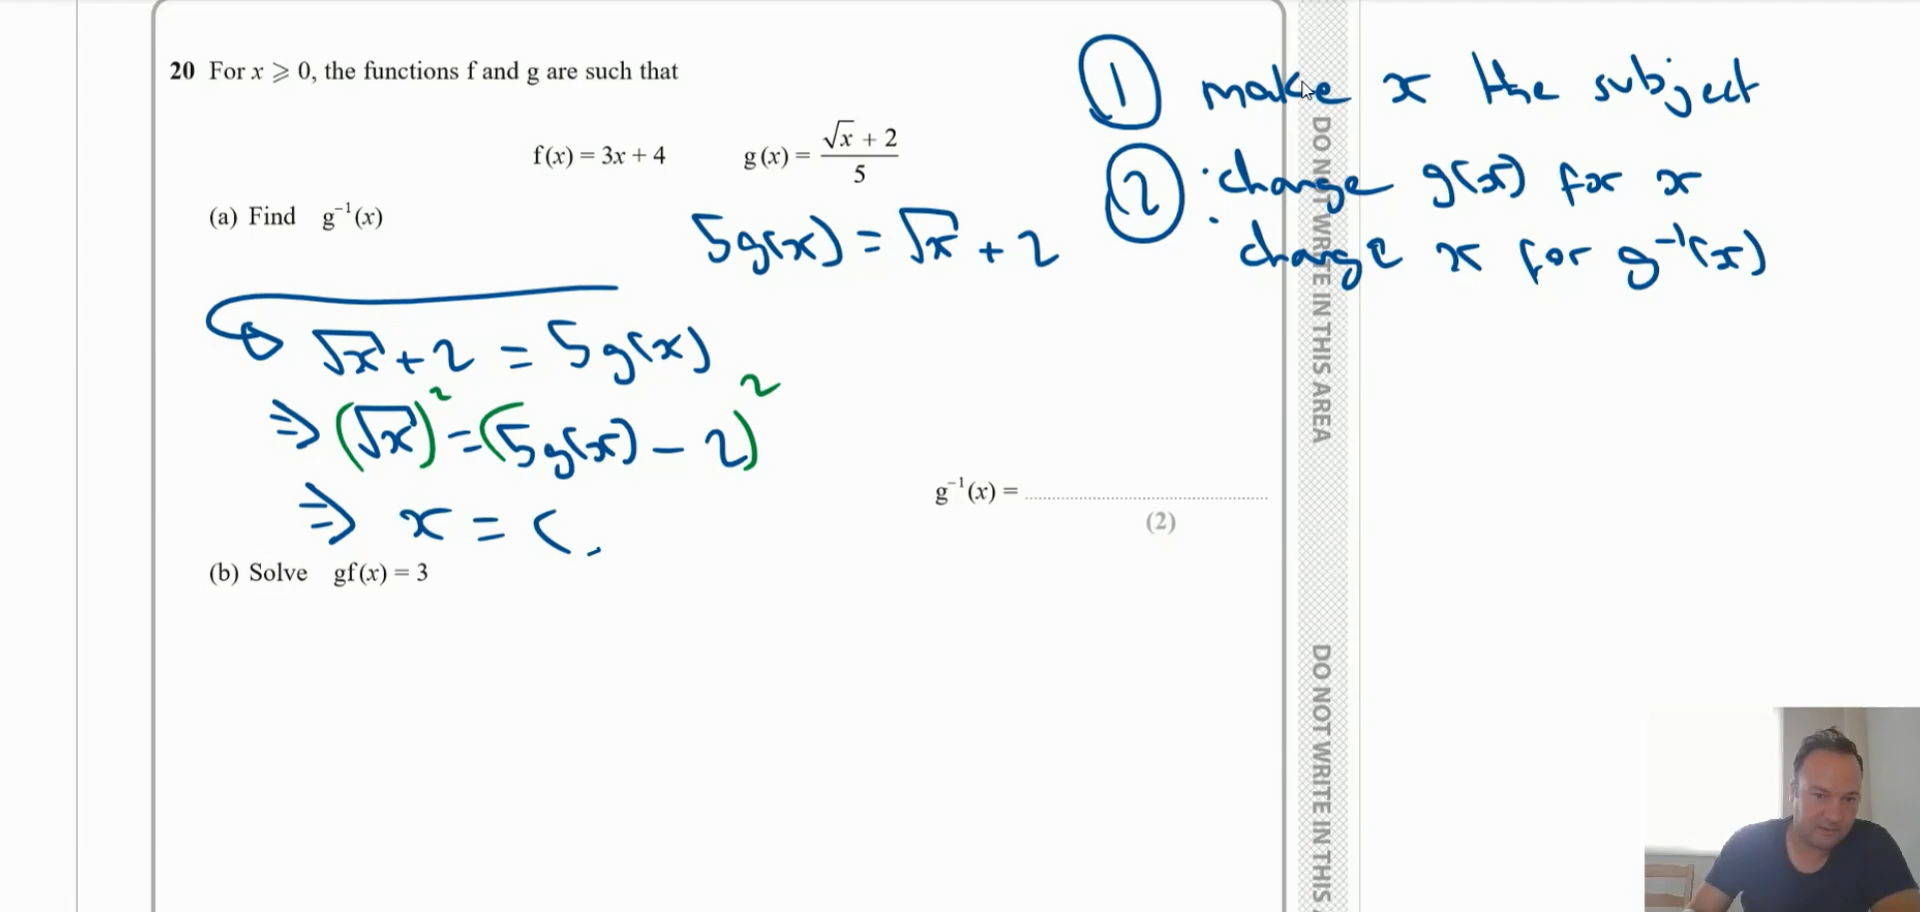 20 For x ⩾ 0, the functions f and g are such that
f(x) = 3x + 4    g(x) = (√x + 2)/5
(a) Find g⁻¹(x)
5g(x) = √x + 2
√x + 2 = 5g(x)
⇒ (√x)² = (5g(x) − 2)²
⇒ x = (
g⁻¹(x) = ........................................
(2)
(b) Solve gf(x) = 3
① make x the subject
② · change g(x) for x
· change x for g⁻¹(x)
DO NOT WRITE IN THIS AREA
DO NOT WRITE IN THIS